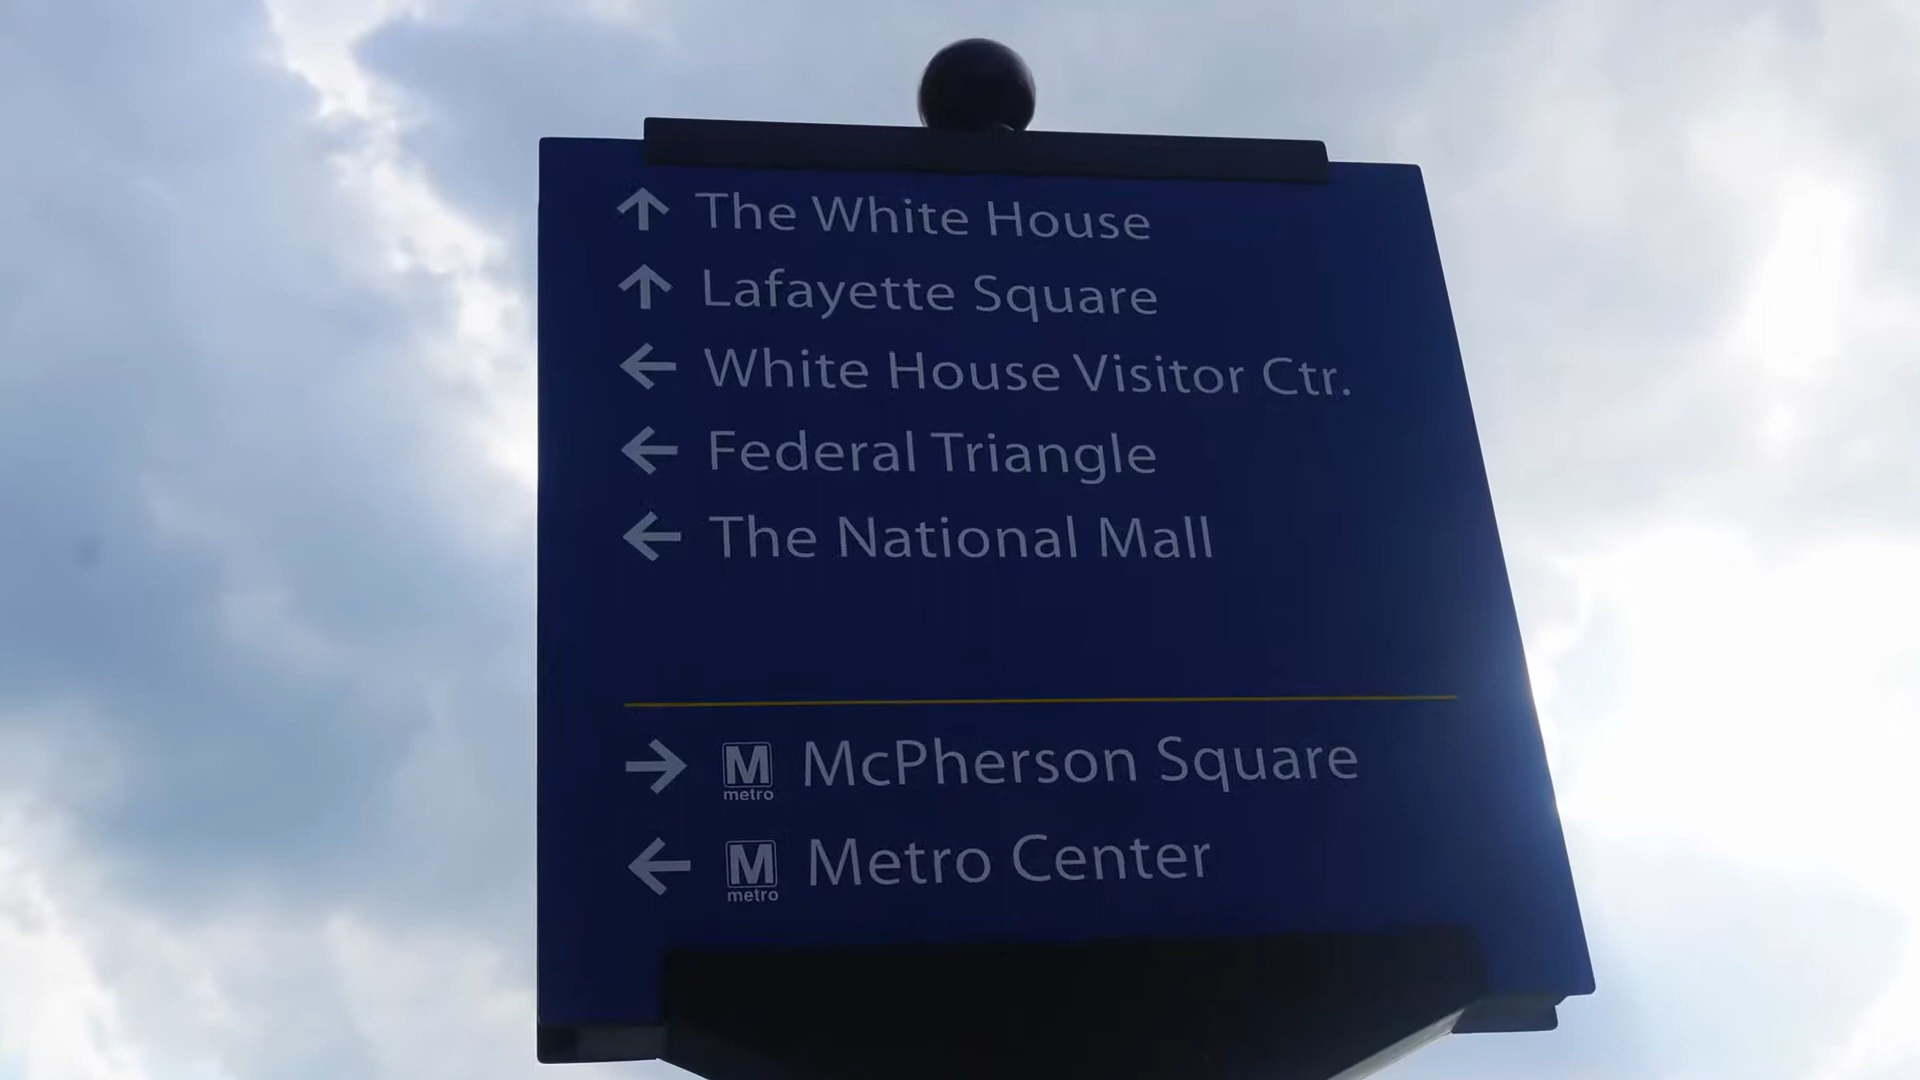 ↑ The White House
↑ Lafayette Square
← White House Visitor Ctr.
← Federal Triangle
← The National Mall
→ M metro McPherson Square
← M metro Metro Center